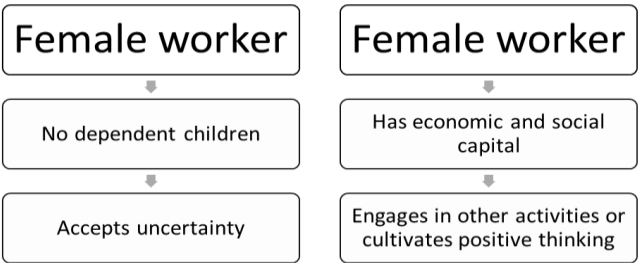 Female worker
No dependent children
Accepts uncertainty
Female worker
Has economic and social
capital
Engages in other activities or
cultivates positive thinking